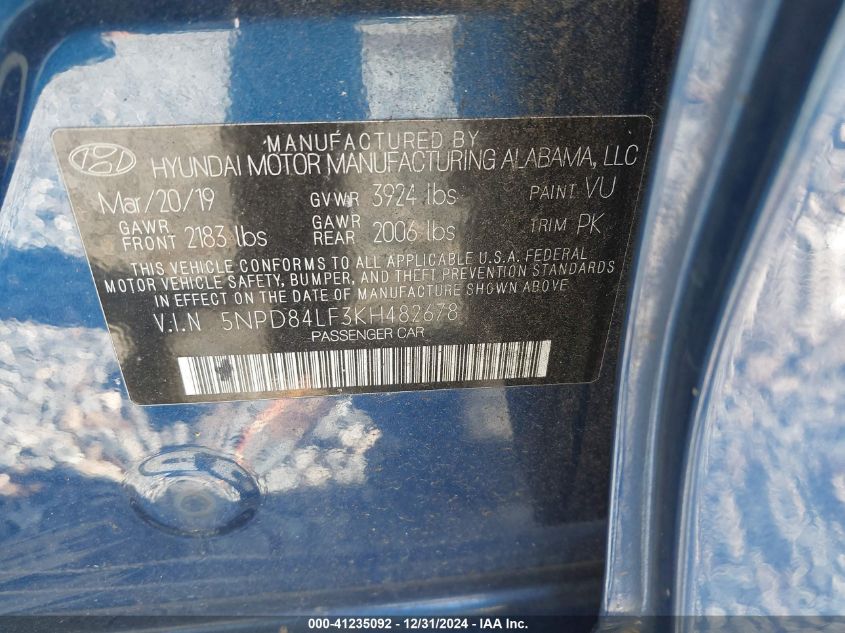 MANUFACTURED BY
HYUNDAI MOTOR MANUFACTURING ALABAMA, LLC
Mar/20/19 GVWR 3924 lbs PAINT VU
GAWR FRONT 2183 lbs GAWR REAR 2006 lbs TRIM PK
THIS VEHICLE CONFORMS TO ALL APPLICABLE U.S.A. FEDERAL
MOTOR VEHICLE SAFETY, BUMPER, AND THEFT PREVENTION STANDARDS
IN EFFECT ON THE DATE OF MANUFACTURE SHOWN ABOVE
V.I.N 5NPD84LF3KH482678
PASSENGER CAR
000-41235092 - 12/31/2024 - IAA Inc.